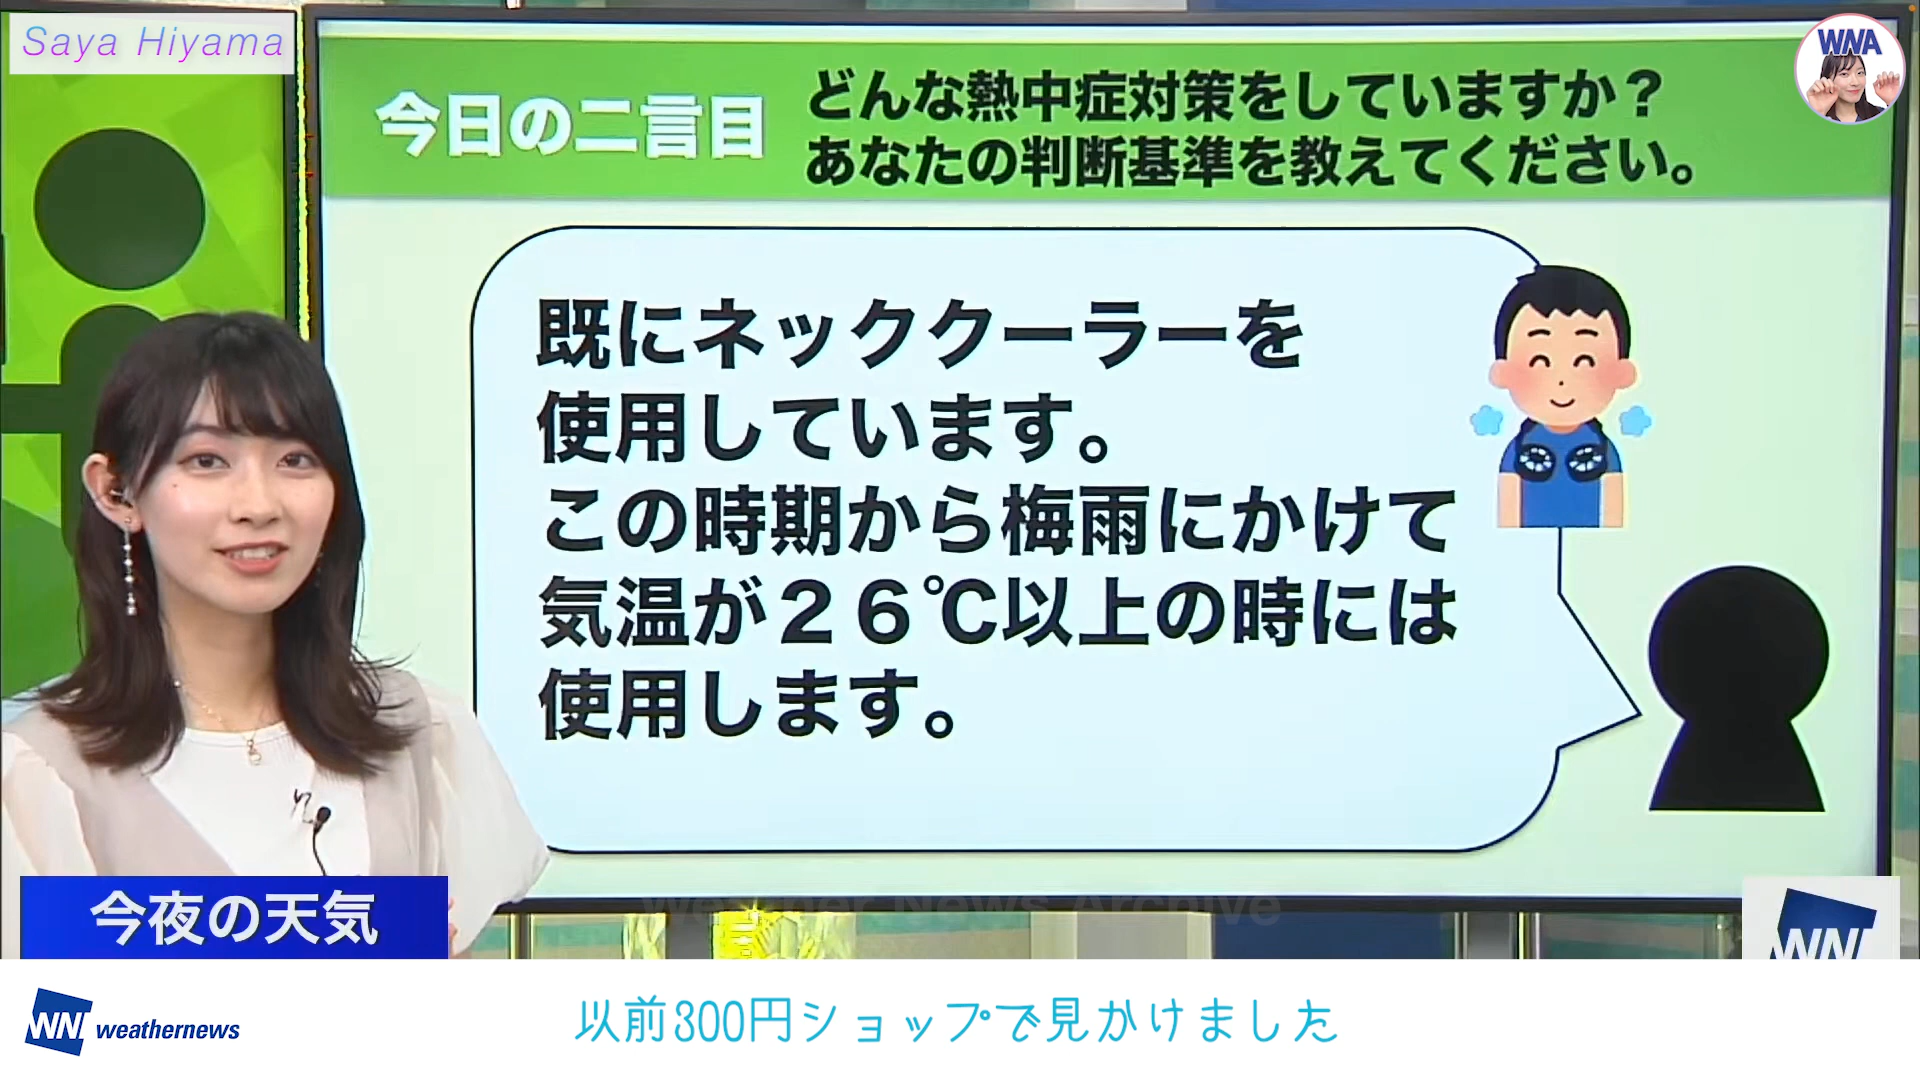 Saya Hiyama
WNA
今日の二言目
どんな熱中症対策をしていますか？
あなたの判断基準を教えてください。
既にネッククーラーを
使用しています。
この時期から梅雨にかけて
気温が２６℃以上の時には
使用します。
今夜の天気
Weather News Archive
WNI
WNI weathernews
以前300円ショップで見かけました